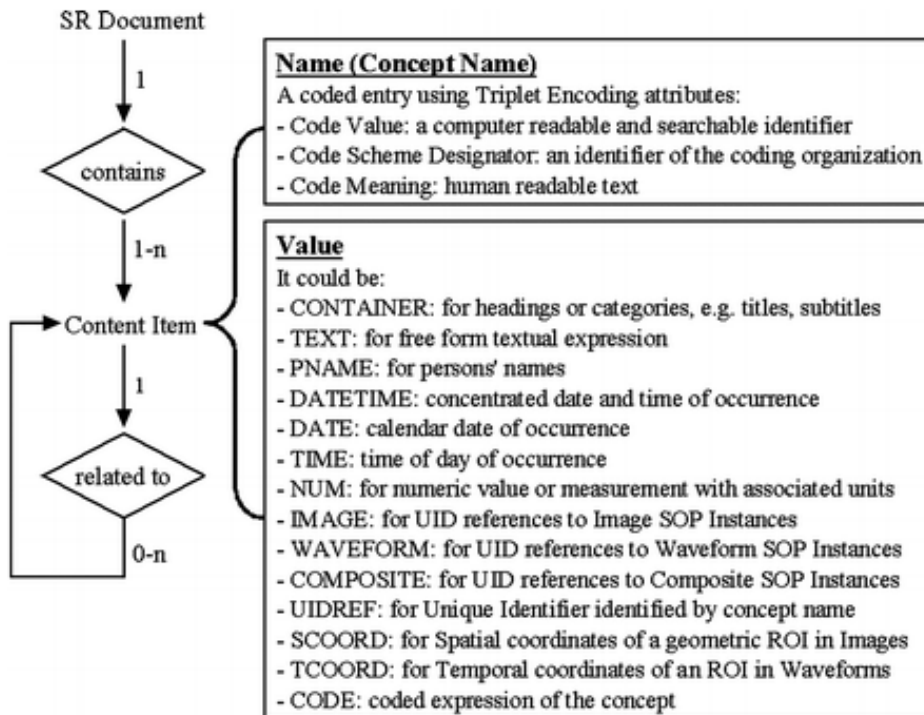 SR Document
1
contains
1-n
Content Item
1
related to
0-n
Name (Concept Name)
A coded entry using Triplet Encoding attributes:
- Code Value: a computer readable and searchable identifier
- Code Scheme Designator: an identifier of the coding organization
- Code Meaning: human readable text
Value
It could be:
- CONTAINER: for headings or categories, e.g. titles, subtitles
- TEXT: for free form textual expression
- PNAME: for persons' names
- DATETIME: concentrated date and time of occurrence
- DATE: calendar date of occurrence
- TIME: time of day of occurrence
- NUM: for numeric value or measurement with associated units
- IMAGE: for UID references to Image SOP Instances
- WAVEFORM: for UID references to Waveform SOP Instances
- COMPOSITE: for UID references to Composite SOP Instances
- UIDREF: for Unique Identifier identified by concept name
- SCOORD: for Spatial coordinates of a geometric ROI in Images
- TCOORD: for Temporal coordinates of an ROI in Waveforms
- CODE: coded expression of the concept